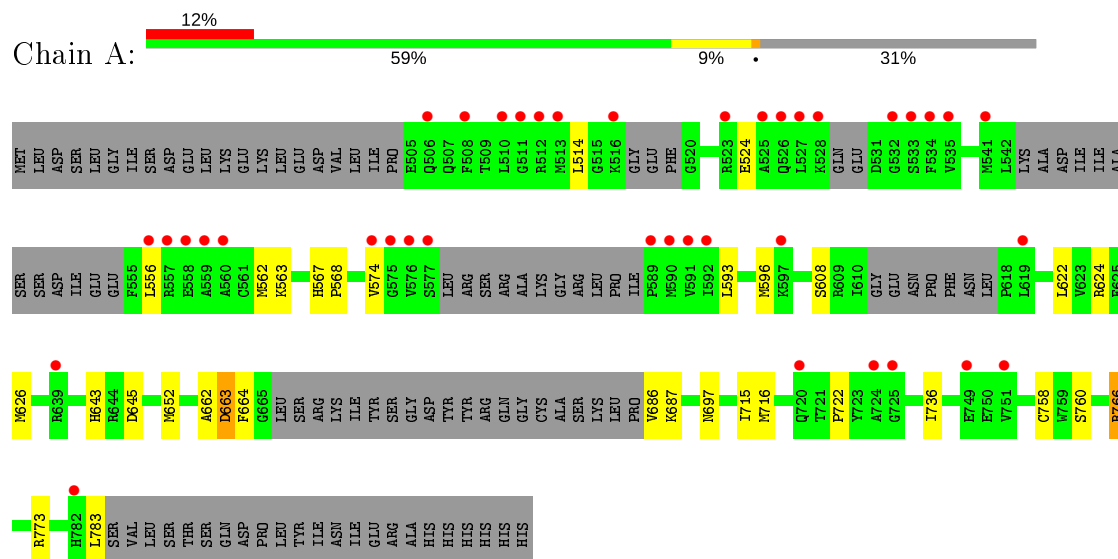 12%
Chain A:
59% 9% • 31%
MET LEU ASP SER LEU GLY ILE SER ASP GLU LEU LYS GLU LYS LEU GLU ASP VAL LEU ILE PRO E505 Q506 Q507 F508 T509 L510 G511 R512 M513 L514 G515 K516 GLY GLU PHE G520 R523 E524 A525 Q526 L527 K528 GLN GLU D531 G532 S533 F534 V535 M541 L542 LYS ALA ASP ILE ILE ALA
SER SER ASP ILE GLU GLU F555 L556 R557 E558 A559 A560 C561 M562 K563 H567 P568 V574 G575 V576 S577 LEU ARG SER ARG ALA LYS GLY ARG LEU PRO ILE P589 M590 V591 I592 L593 M596 K597 S608 R609 I610 GLY GLU ASN PRO PHE ASN LEU P618 L619 L622 V623 R624
M626 R639 H643 R644 D645 M652 A662 D663 F664 G665 LEU SER ARG LYS ILE TYR SER GLY ASP TYR TYR ARG GLN GLY CYS ALA SER LYS LEU PRO V686 K687 N697 I715 M716 Q720 T721 P722 Y723 A724 G725 I736 E749 E750 V751 C758 W759 S760
R773 H782 L783 SER VAL LEU SER THR SER GLN ASP PRO LEU TYR ILE ASN ILE GLU ARG ALA HIS HIS HIS HIS HIS HIS